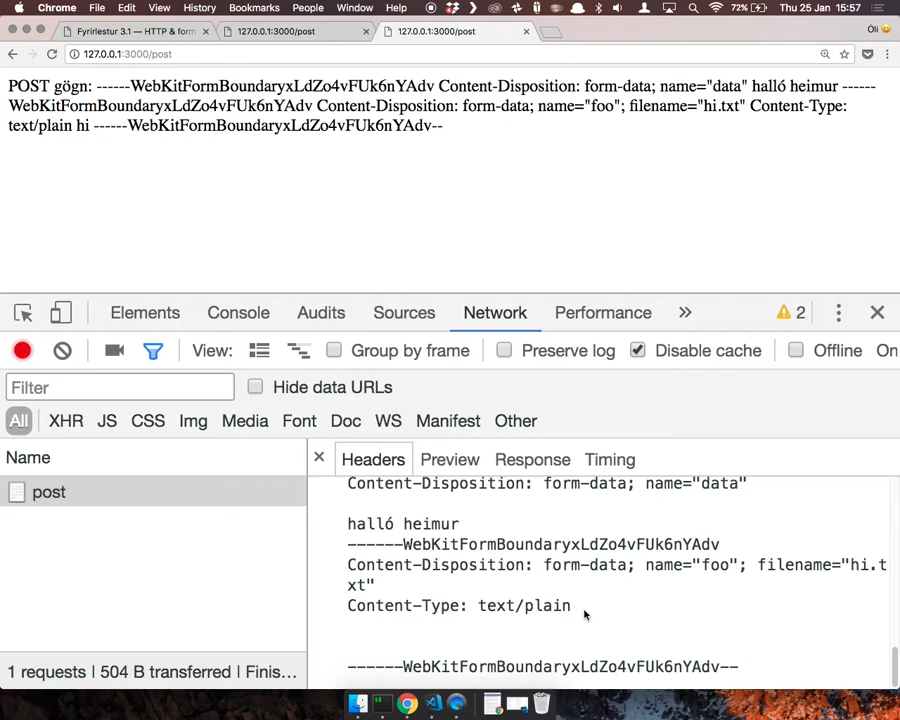 Chrome File Edit View History Bookmarks People Window Help 72% Thu 25 Jan 15:57
Fyrirlestur 3.1 — HTTP & form 127.0.0.1:3000/post 127.0.0.1:3000/post Óli
127.0.0.1:3000/post
POST gögn: ------WebKitFormBoundaryxLdZo4vFUk6nYAdv Content-Disposition: form-data; name="data" halló heimur ------
WebKitFormBoundaryxLdZo4vFUk6nYAdv Content-Disposition: form-data; name="foo"; filename="hi.txt" Content-Type:
text/plain hi ------WebKitFormBoundaryxLdZo4vFUk6nYAdv--
Elements Console Audits Sources Network Performance » 2
View: Group by frame Preserve log Disable cache Offline On
Filter Hide data URLs
All XHR JS CSS Img Media Font Doc WS Manifest Other
Name
× Headers Preview Response Timing
post
Content-Disposition: form-data; name="data"
halló heimur
------WebKitFormBoundaryxLdZo4vFUk6nYAdv
Content-Disposition: form-data; name="foo"; filename="hi.t
xt"
Content-Type: text/plain
------WebKitFormBoundaryxLdZo4vFUk6nYAdv--
1 requests | 504 B transferred | Finis...